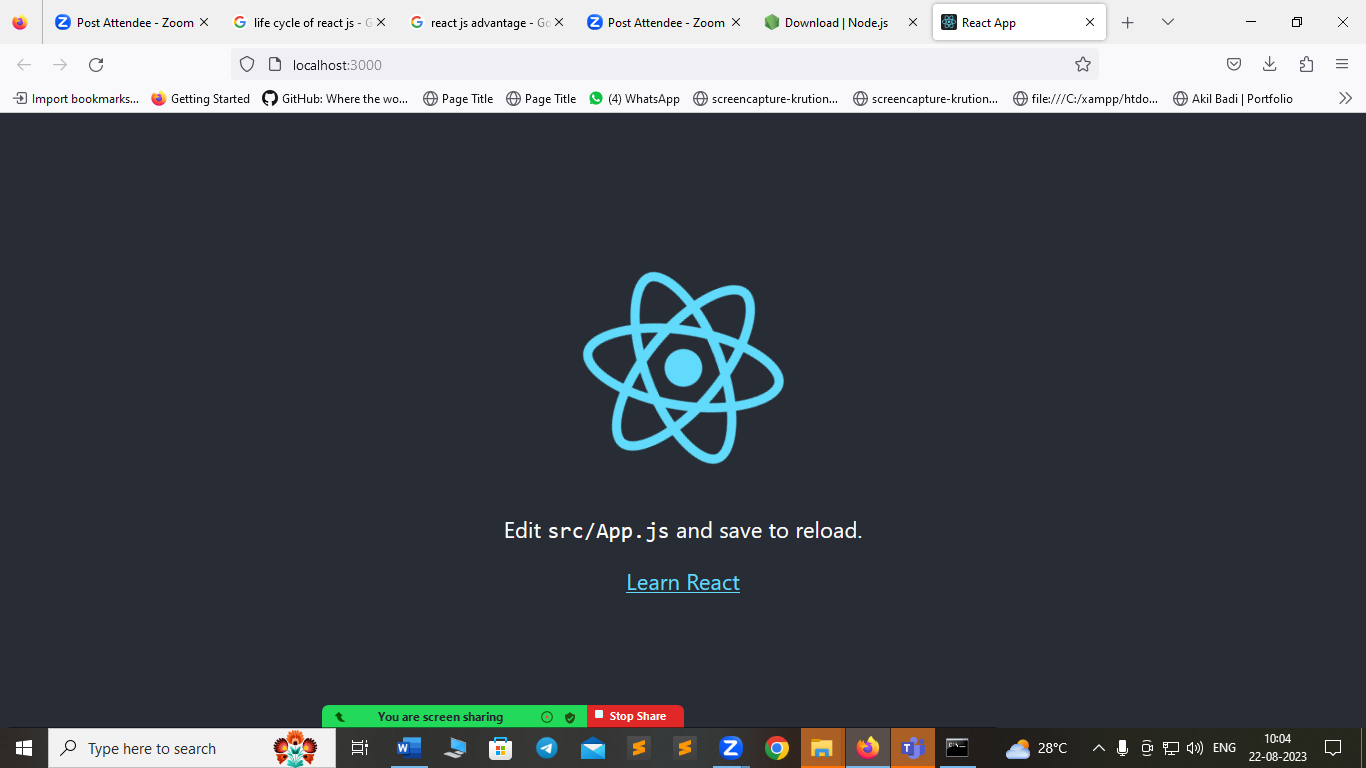 Post Attendee - Zoom
life cycle of react js - G
react js advantage - Go
Post Attendee - Zoom
Download | Node.js
React App
localhost:3000
Import bookmarks...
Getting Started
GitHub: Where the wo...
Page Title
Page Title
(4) WhatsApp
screencapture-krution...
screencapture-krution...
file:///C:/xampp/htdo...
Akil Badi | Portfolio
Edit src/App.js and save to reload.
Learn React
You are screen sharing
Stop Share
Type here to search
28°C
ENG
10:04
22-08-2023